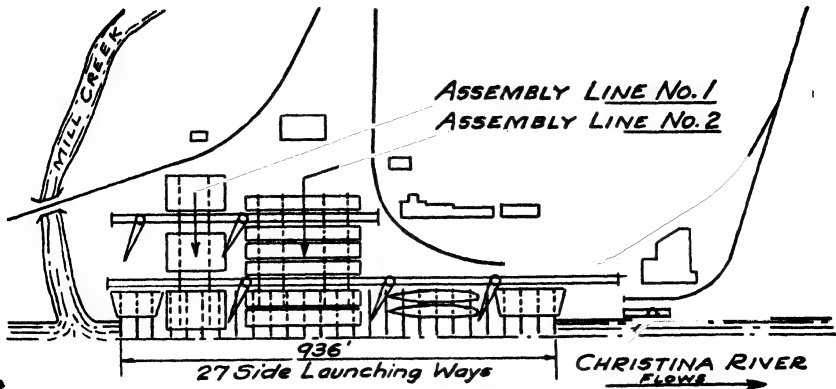 MILL CREEK
ASSEMBLY LINE No. 1
ASSEMBLY LINE No. 2
936'
27 Side Launching Ways
CHRISTINA RIVER
FLOWS